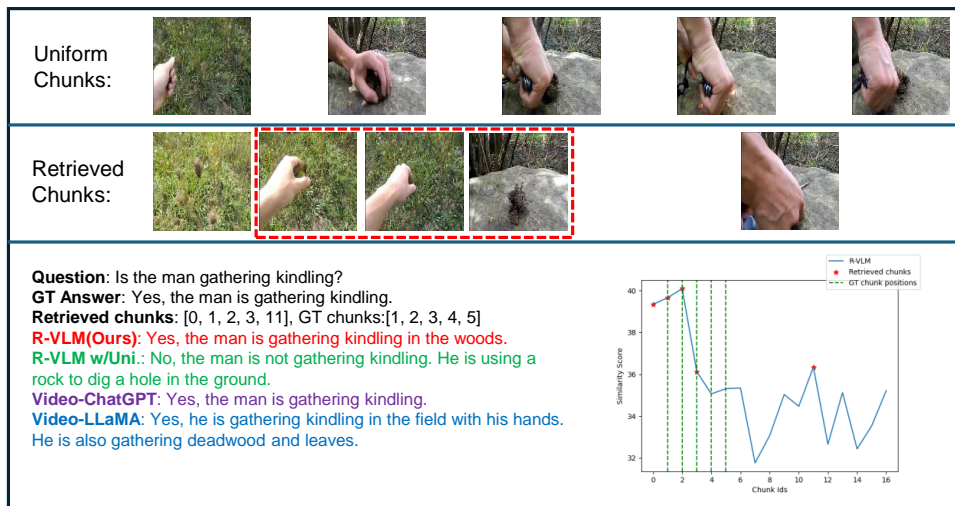 Uniform
Chunks:
Retrieved
Chunks:
Question: Is the man gathering kindling?
GT Answer: Yes, the man is gathering kindling.
Retrieved chunks: [0, 1, 2, 3, 11], GT chunks:[1, 2, 3, 4, 5]
R-VLM(Ours): Yes, the man is gathering kindling in the woods.
R-VLM w/Uni.: No, the man is not gathering kindling. He is using a
rock to dig a hole in the ground.
Video-ChatGPT: Yes, the man is gathering kindling.
Video-LLaMA: Yes, he is gathering kindling in the field with his hands.
He is also gathering deadwood and leaves.
R-VLM
Retrieved chunks
GT chunk positions
Similarity Score
40
38
36
34
32
0 2 4 6 8 10 12 14 16
Chunk Ids